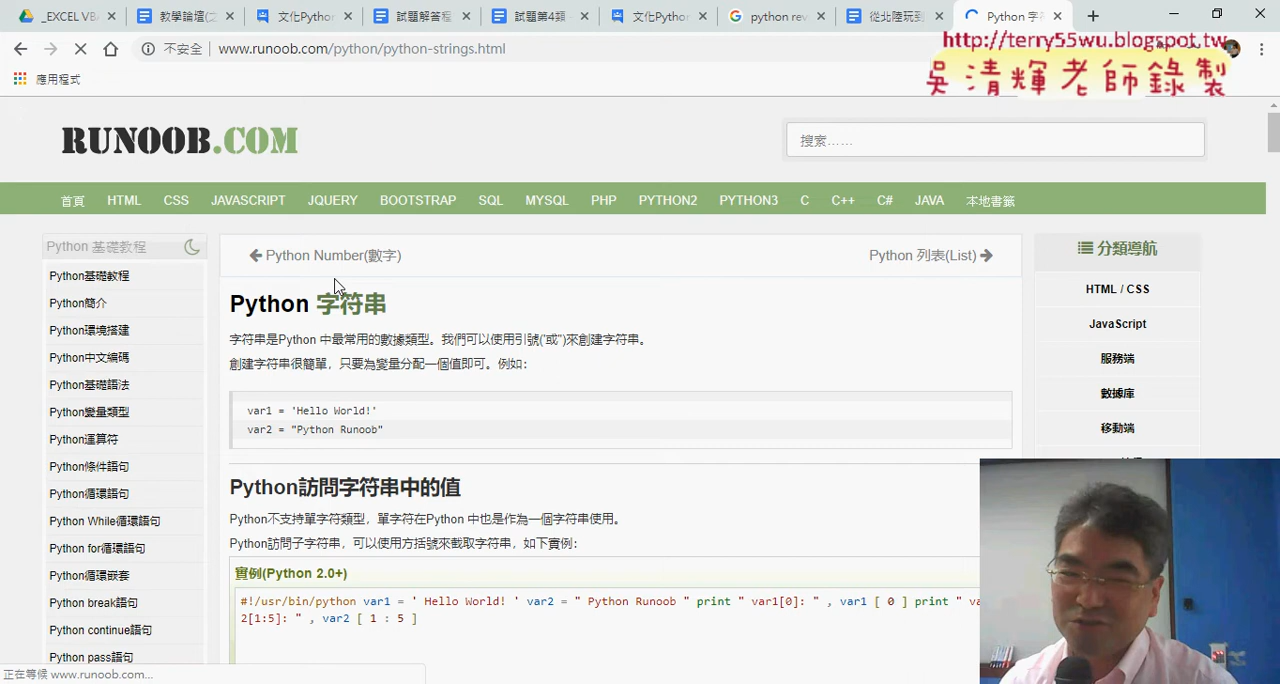 _EXCEL VB
教學論壇(之
文化Python
試題解答程
試題第4類
文化Python
python rev
從北陸玩到
Python 字符
不安全 | www.runoob.com/python/python-strings.html
http://terry55wu.blogspot.tw
應用程式
吳清輝老師錄製
RUNOOB.COM
搜索……
首頁 HTML CSS JAVASCRIPT JQUERY BOOTSTRAP SQL MYSQL PHP PYTHON2 PYTHON3 C C++ C# JAVA 本地書籤
Python 基礎教程
Python基礎教程
Python簡介
Python環境搭建
Python中文編碼
Python基礎語法
Python變量類型
Python運算符
Python條件語句
Python循環語句
Python While循環語句
Python for循環語句
Python循環嵌套
Python break語句
Python continue語句
Python pass語句
Python Number(數字)
Python 列表(List)
Python 字符串
字符串是Python 中最常用的數據類型。我們可以使用引號('或")來創建字符串。
創建字符串很簡單，只要為變量分配一個值即可。例如：
var1 = 'Hello World!'
var2 = "Python Runoob"
Python訪問字符串中的值
Python不支持單字符類型，單字符在Python 中也是作為一個字符串使用。
Python訪問子字符串，可以使用方括號來截取字符串，如下實例：
實例(Python 2.0+)
#!/usr/bin/python var1 = ' Hello World! ' var2 = " Python Runoob " print " var1[0]: " , var1 [ 0 ] print " va
2[1:5]: " , var2 [ 1 : 5 ]
分類導航
HTML / CSS
JavaScript
服務端
數據庫
移動端
正在等候 www.runoob.com...